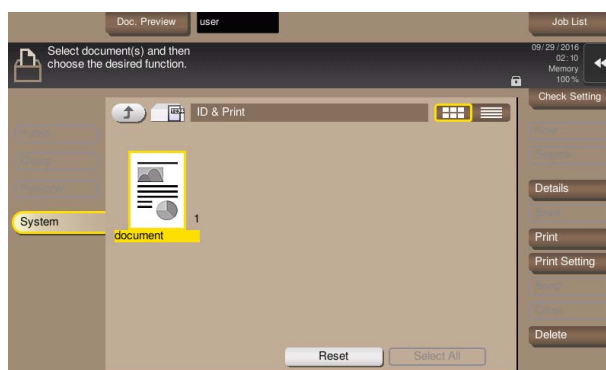 Doc. Preview
user
Job List
Select document(s) and then
choose the desired function.
09/29/2016
02:10
Memory
100%
Check Setting
ID & Print
Details
System
1
document
Print
Print Setting
Delete
Reset
Select All